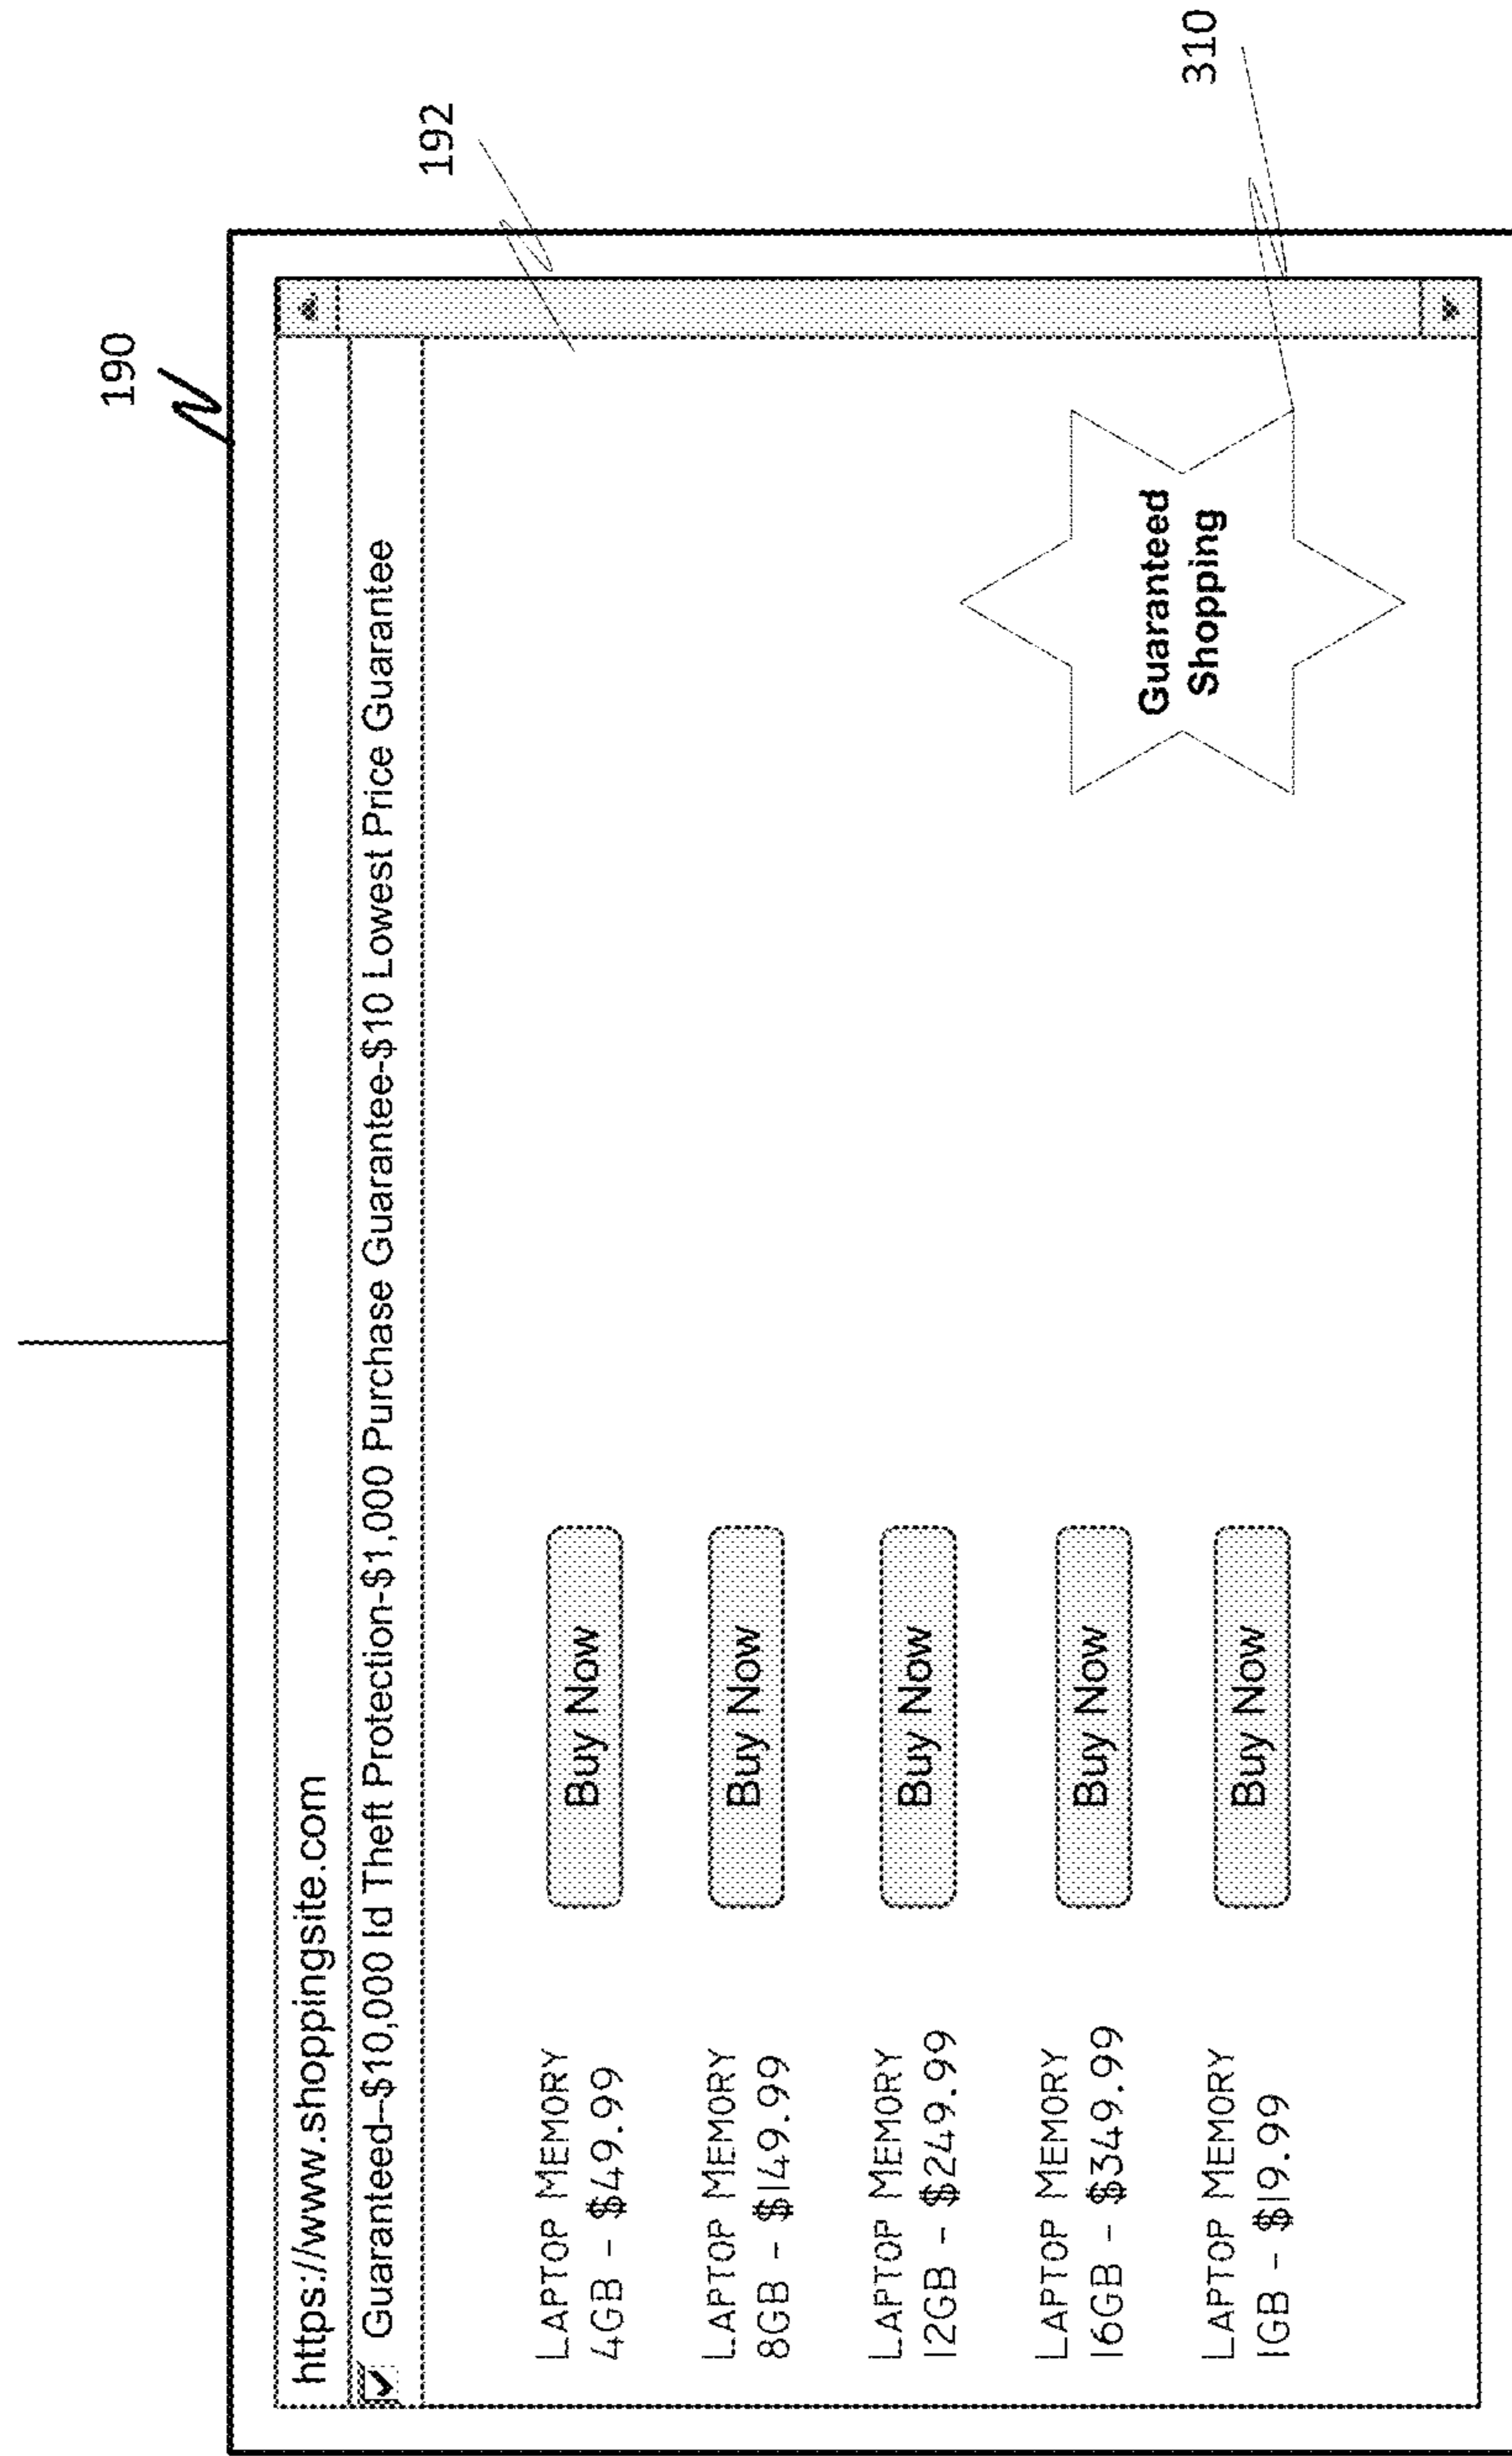 190
192
https://www.shoppingsite.com
Guaranteed--$10,000 Id Theft Protection-$1,000 Purchase Guarantee-$10 Lowest Price Guarantee
LAPTOP MEMORY
4GB - $49.99
Buy Now
LAPTOP MEMORY
8GB - $149.99
Buy Now
LAPTOP MEMORY
12GB - $249.99
Buy Now
LAPTOP MEMORY
16GB - $349.99
Buy Now
LAPTOP MEMORY
1GB - $19.99
Buy Now
Guaranteed
Shopping
310